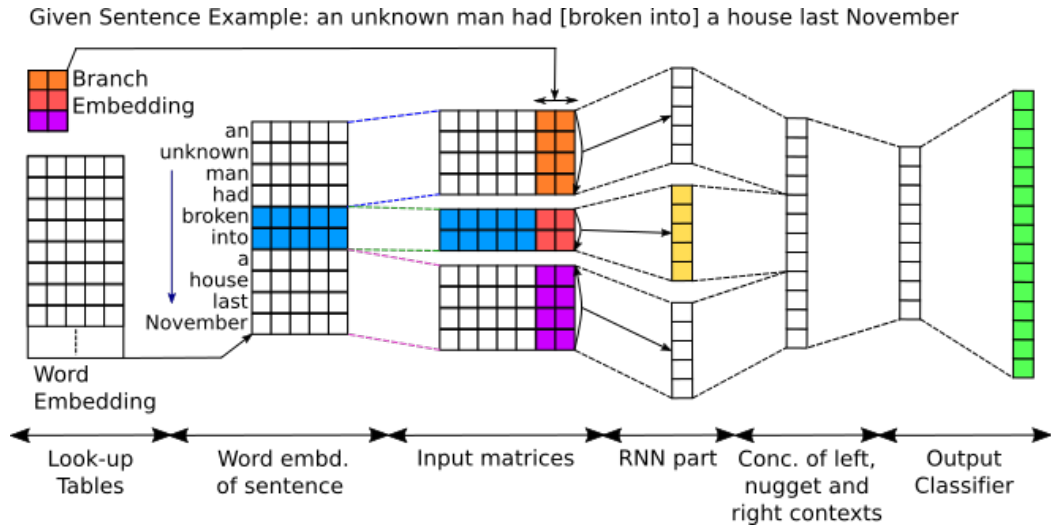 Given Sentence Example: an unknown man had [broken into] a house last November
Branch
Embedding
an
unknown
man
had
broken
into
a
house
last
November
Word
Embedding
Look-up
Tables
Word embd.
of sentence
Input matrices
RNN part
Conc. of left,
nugget and
right contexts
Output
Classifier